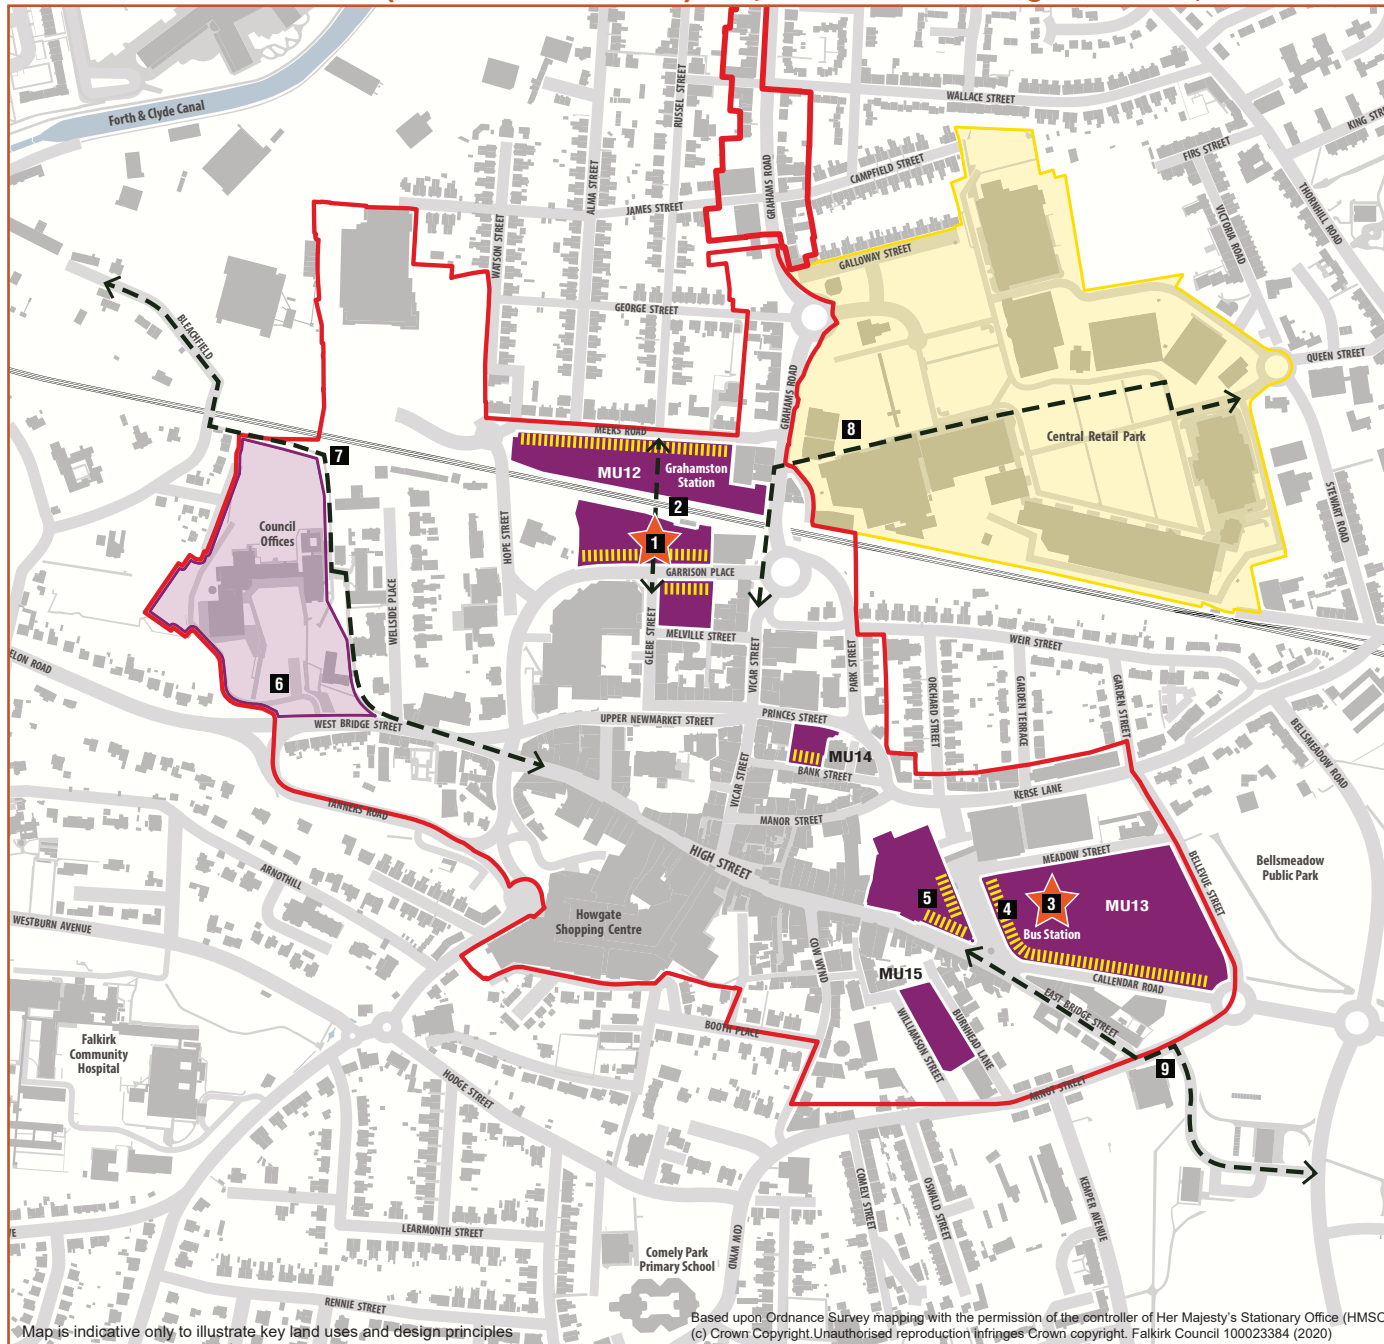 Forth & Clyde Canal
WALLACE STREET
RUSSEL STREET
GRAHAMS ROAD
CAMPFIELD STREET
FIRS STREET
THORNHILL ROAD
VICTORIA ROAD
ALMA STREET
JAMES STREET
WATSON STREET
GALLOWAY STREET
GEORGE STREET
BLEACHFIELD
QUEEN STREET
GRAHAMS ROAD
MEEKS ROAD
8
Central Retail Park
7
MU12
Grahamston
Station
2
STEWART ROAD
Council
Offices
HOPE STREET
1
GARRISON PLACE
WELLSIDE PLACE
GLEBE STREET
MELVILLE STREET
VICAR STREET
PARK STREET
WEIR STREET
ORCHARD STREET
GARDEN TERRACE
GARDEN STREET
BELLSMEADOW ROAD
6
WEST BRIDGE STREET
UPPER NEWMARKET STREET
PRINCES STREET
MU14
BANK STREET
VICAR STREET
KERSE LANE
TANNERS ROAD
MANOR STREET
HIGH STREET
MEADOW STREET
BELLEVUE STREET
Bellsmeadow
Public Park
ARNOTHILL
5
4
3
MU13
Bus Station
WESTBURN AVENUE
Howgate
Shopping Centre
COW WYND
MU15
CALLENDAR ROAD
EAST BRIDGE STREET
BOOTH PLACE
WILLIAMSON STREET
BURNHEAD LANE
9
Falkirk
Community
Hospital
HODGE STREET
ARNOT STREET
COMELY STREET
OSWALD STREET
KEMPER AVENUE
LEARMONTH STREET
COW WYND
Comely Park
Primary School
RENNIE STREET
Map is indicative only to illustrate key land uses and design principles
Based upon Ordnance Survey mapping with the permission of the controller of Her Majesty's Stationary Office (HMSO
(c) Crown Copyright.Unauthorised reproduction infringes Crown copyright. Falkirk Council 100023384 (2020)